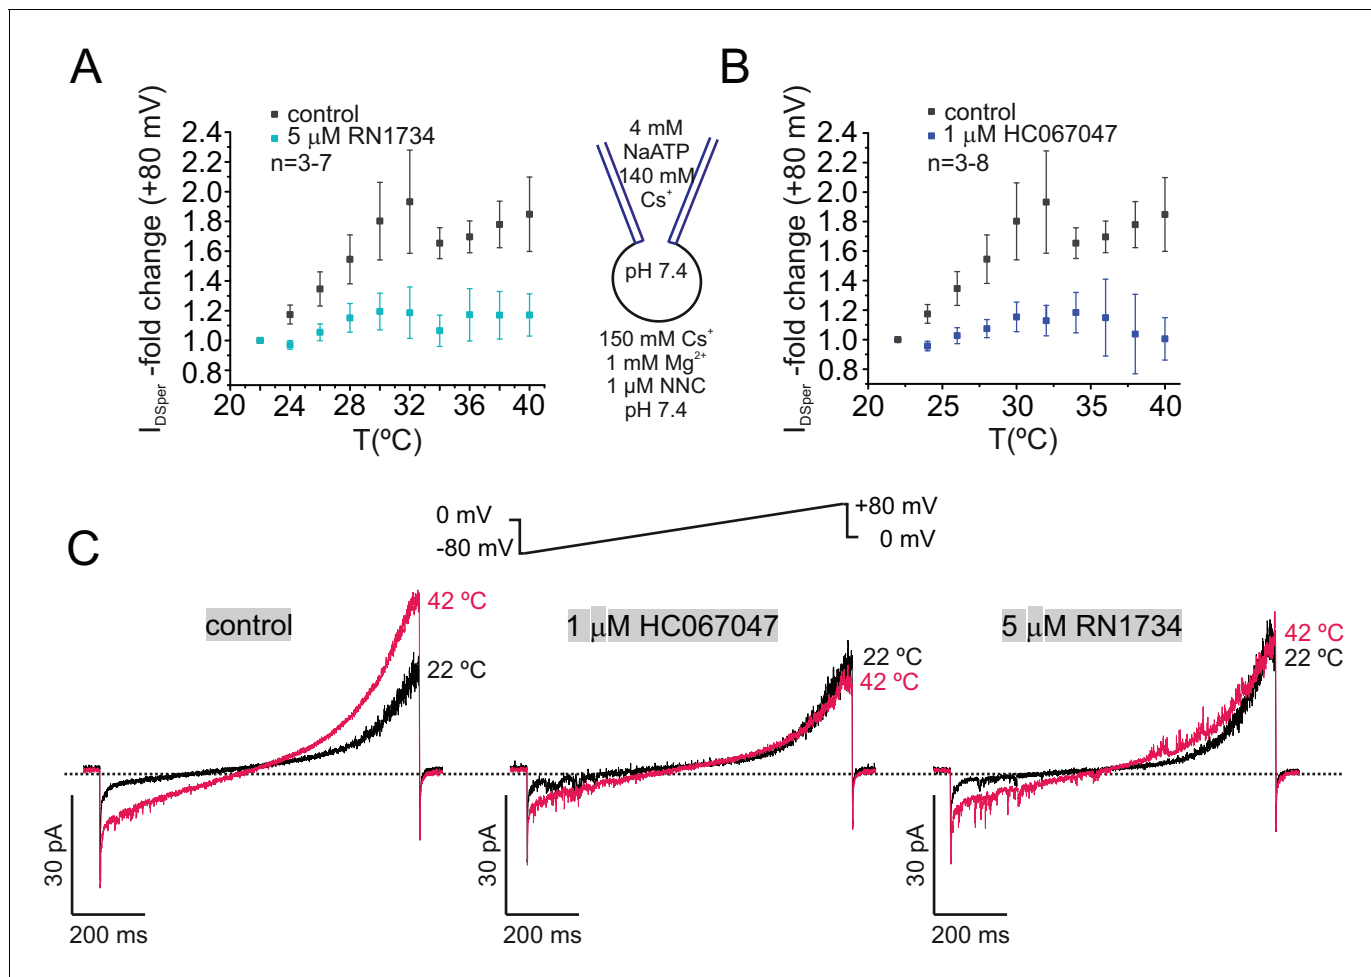 A
I_DSper -fold change (+80 mV)
control
5 μM RN1734
n=3-7
2.4
2.2
2.0
1.8
1.6
1.4
1.2
1.0
0.8
20 24 28 32 36 40
T(ºC)
4 mM
NaATP
140 mM
Cs⁺
pH 7.4
150 mM Cs⁺
1 mM Mg²⁺
1 µM NNC
pH 7.4
B
I_DSper -fold change (+80 mV)
control
1 μM HC067047
n=3-8
2.4
2.2
2.0
1.8
1.6
1.4
1.2
1.0
0.8
20 25 30 35 40
T(ºC)
C
0 mV
-80 mV
+80 mV
0 mV
control
42 ºC
22 ºC
30 pA
200 ms
1 μM HC067047
22 ºC
42 ºC
30 pA
200 ms
5 μM RN1734
42 ºC
22 ºC
30 pA
200 ms